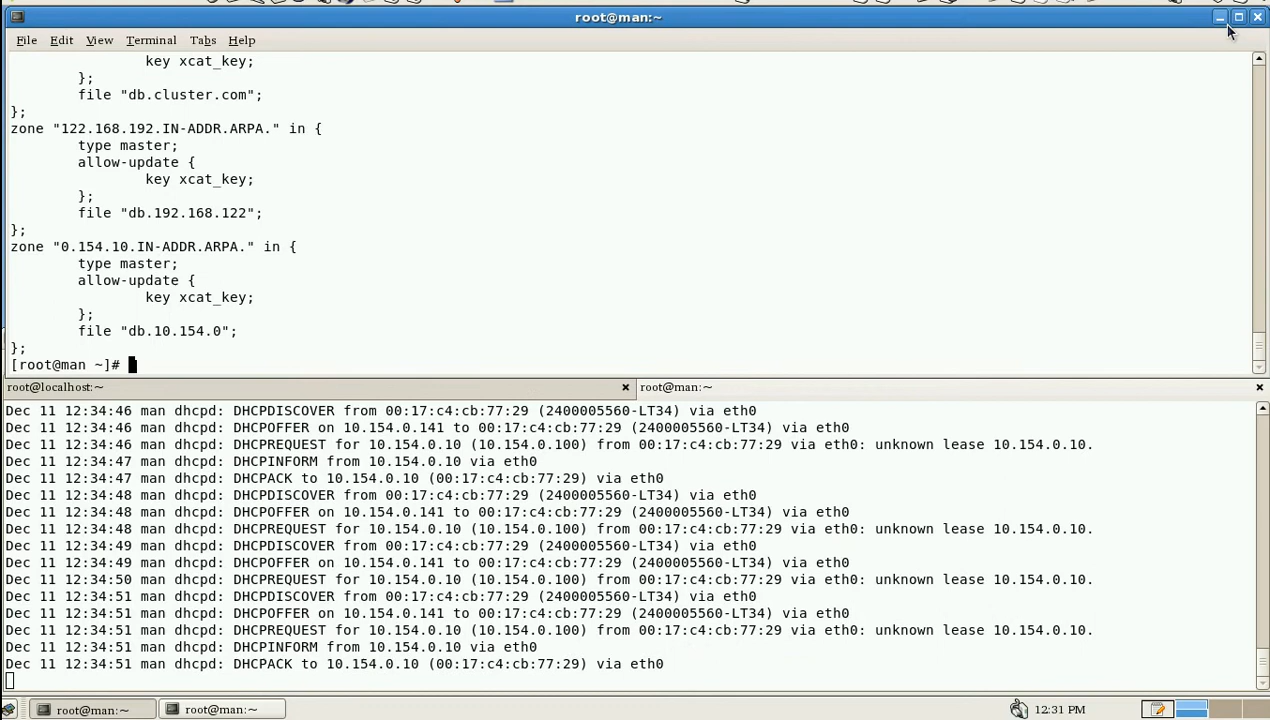 root@man:~
File Edit View Terminal Tabs Help
key xcat_key;
};
file "db.cluster.com";
};
zone "122.168.192.IN-ADDR.ARPA." in {
type master;
allow-update {
key xcat_key;
};
file "db.192.168.122";
};
zone "0.154.10.IN-ADDR.ARPA." in {
type master;
allow-update {
key xcat_key;
};
file "db.10.154.0";
};
[root@man ~]#
root@localhost:~ root@man:~
Dec 11 12:34:46 man dhcpd: DHCPDISCOVER from 00:17:c4:cb:77:29 (2400005560-LT34) via eth0
Dec 11 12:34:46 man dhcpd: DHCPOFFER on 10.154.0.141 to 00:17:c4:cb:77:29 (2400005560-LT34) via eth0
Dec 11 12:34:46 man dhcpd: DHCPREQUEST for 10.154.0.10 (10.154.0.100) from 00:17:c4:cb:77:29 via eth0: unknown lease 10.154.0.10.
Dec 11 12:34:47 man dhcpd: DHCPINFORM from 10.154.0.10 via eth0
Dec 11 12:34:47 man dhcpd: DHCPACK to 10.154.0.10 (00:17:c4:cb:77:29) via eth0
Dec 11 12:34:48 man dhcpd: DHCPDISCOVER from 00:17:c4:cb:77:29 (2400005560-LT34) via eth0
Dec 11 12:34:48 man dhcpd: DHCPOFFER on 10.154.0.141 to 00:17:c4:cb:77:29 (2400005560-LT34) via eth0
Dec 11 12:34:48 man dhcpd: DHCPREQUEST for 10.154.0.10 (10.154.0.100) from 00:17:c4:cb:77:29 via eth0: unknown lease 10.154.0.10.
Dec 11 12:34:49 man dhcpd: DHCPDISCOVER from 00:17:c4:cb:77:29 (2400005560-LT34) via eth0
Dec 11 12:34:49 man dhcpd: DHCPOFFER on 10.154.0.141 to 00:17:c4:cb:77:29 (2400005560-LT34) via eth0
Dec 11 12:34:50 man dhcpd: DHCPREQUEST for 10.154.0.10 (10.154.0.100) from 00:17:c4:cb:77:29 via eth0: unknown lease 10.154.0.10.
Dec 11 12:34:51 man dhcpd: DHCPDISCOVER from 00:17:c4:cb:77:29 (2400005560-LT34) via eth0
Dec 11 12:34:51 man dhcpd: DHCPOFFER on 10.154.0.141 to 00:17:c4:cb:77:29 (2400005560-LT34) via eth0
Dec 11 12:34:51 man dhcpd: DHCPREQUEST for 10.154.0.10 (10.154.0.100) from 00:17:c4:cb:77:29 via eth0: unknown lease 10.154.0.10.
Dec 11 12:34:51 man dhcpd: DHCPINFORM from 10.154.0.10 via eth0
Dec 11 12:34:51 man dhcpd: DHCPACK to 10.154.0.10 (00:17:c4:cb:77:29) via eth0
root@man:~ root@man:~ 12:31 PM